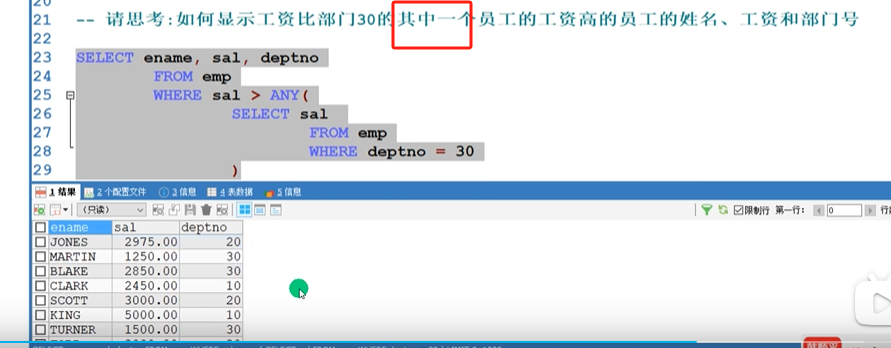 21 -- 请思考:如何显示工资比部门30的其中一个员工的工资高的员工的姓名、工资和部门号
22
23 SELECT ename, sal, deptno
24 FROM emp
25 WHERE sal > ANY(
26 SELECT sal
27 FROM emp
28 WHERE deptno = 30
29 )
1 结果 2 个配置文件 3 信息 4 表数据 5 信息
(只读) 限制行 第一行: 0 行
ename sal deptno
JONES 2975.00 20
MARTIN 1250.00 30
BLAKE 2850.00 30
CLARK 2450.00 10
SCOTT 3000.00 20
KING 5000.00 10
TURNER 1500.00 30